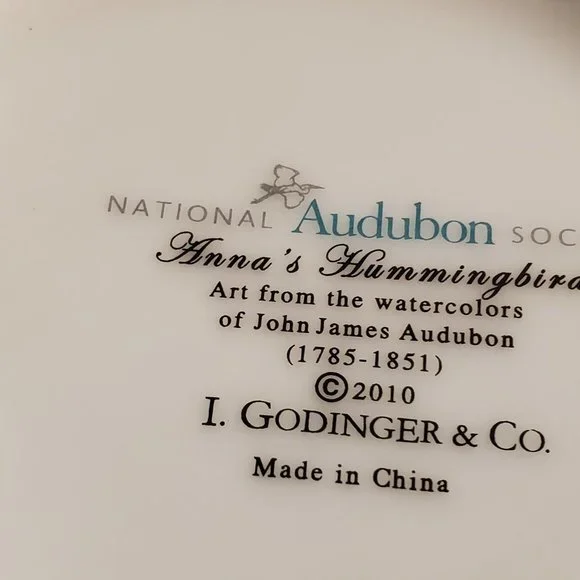 NATIONAL Audubon SOC
Anna's Hummingbird
Art from the watercolors
of John James Audubon
(1785-1851)
©2010
I. GODINGER & CO.
Made in China